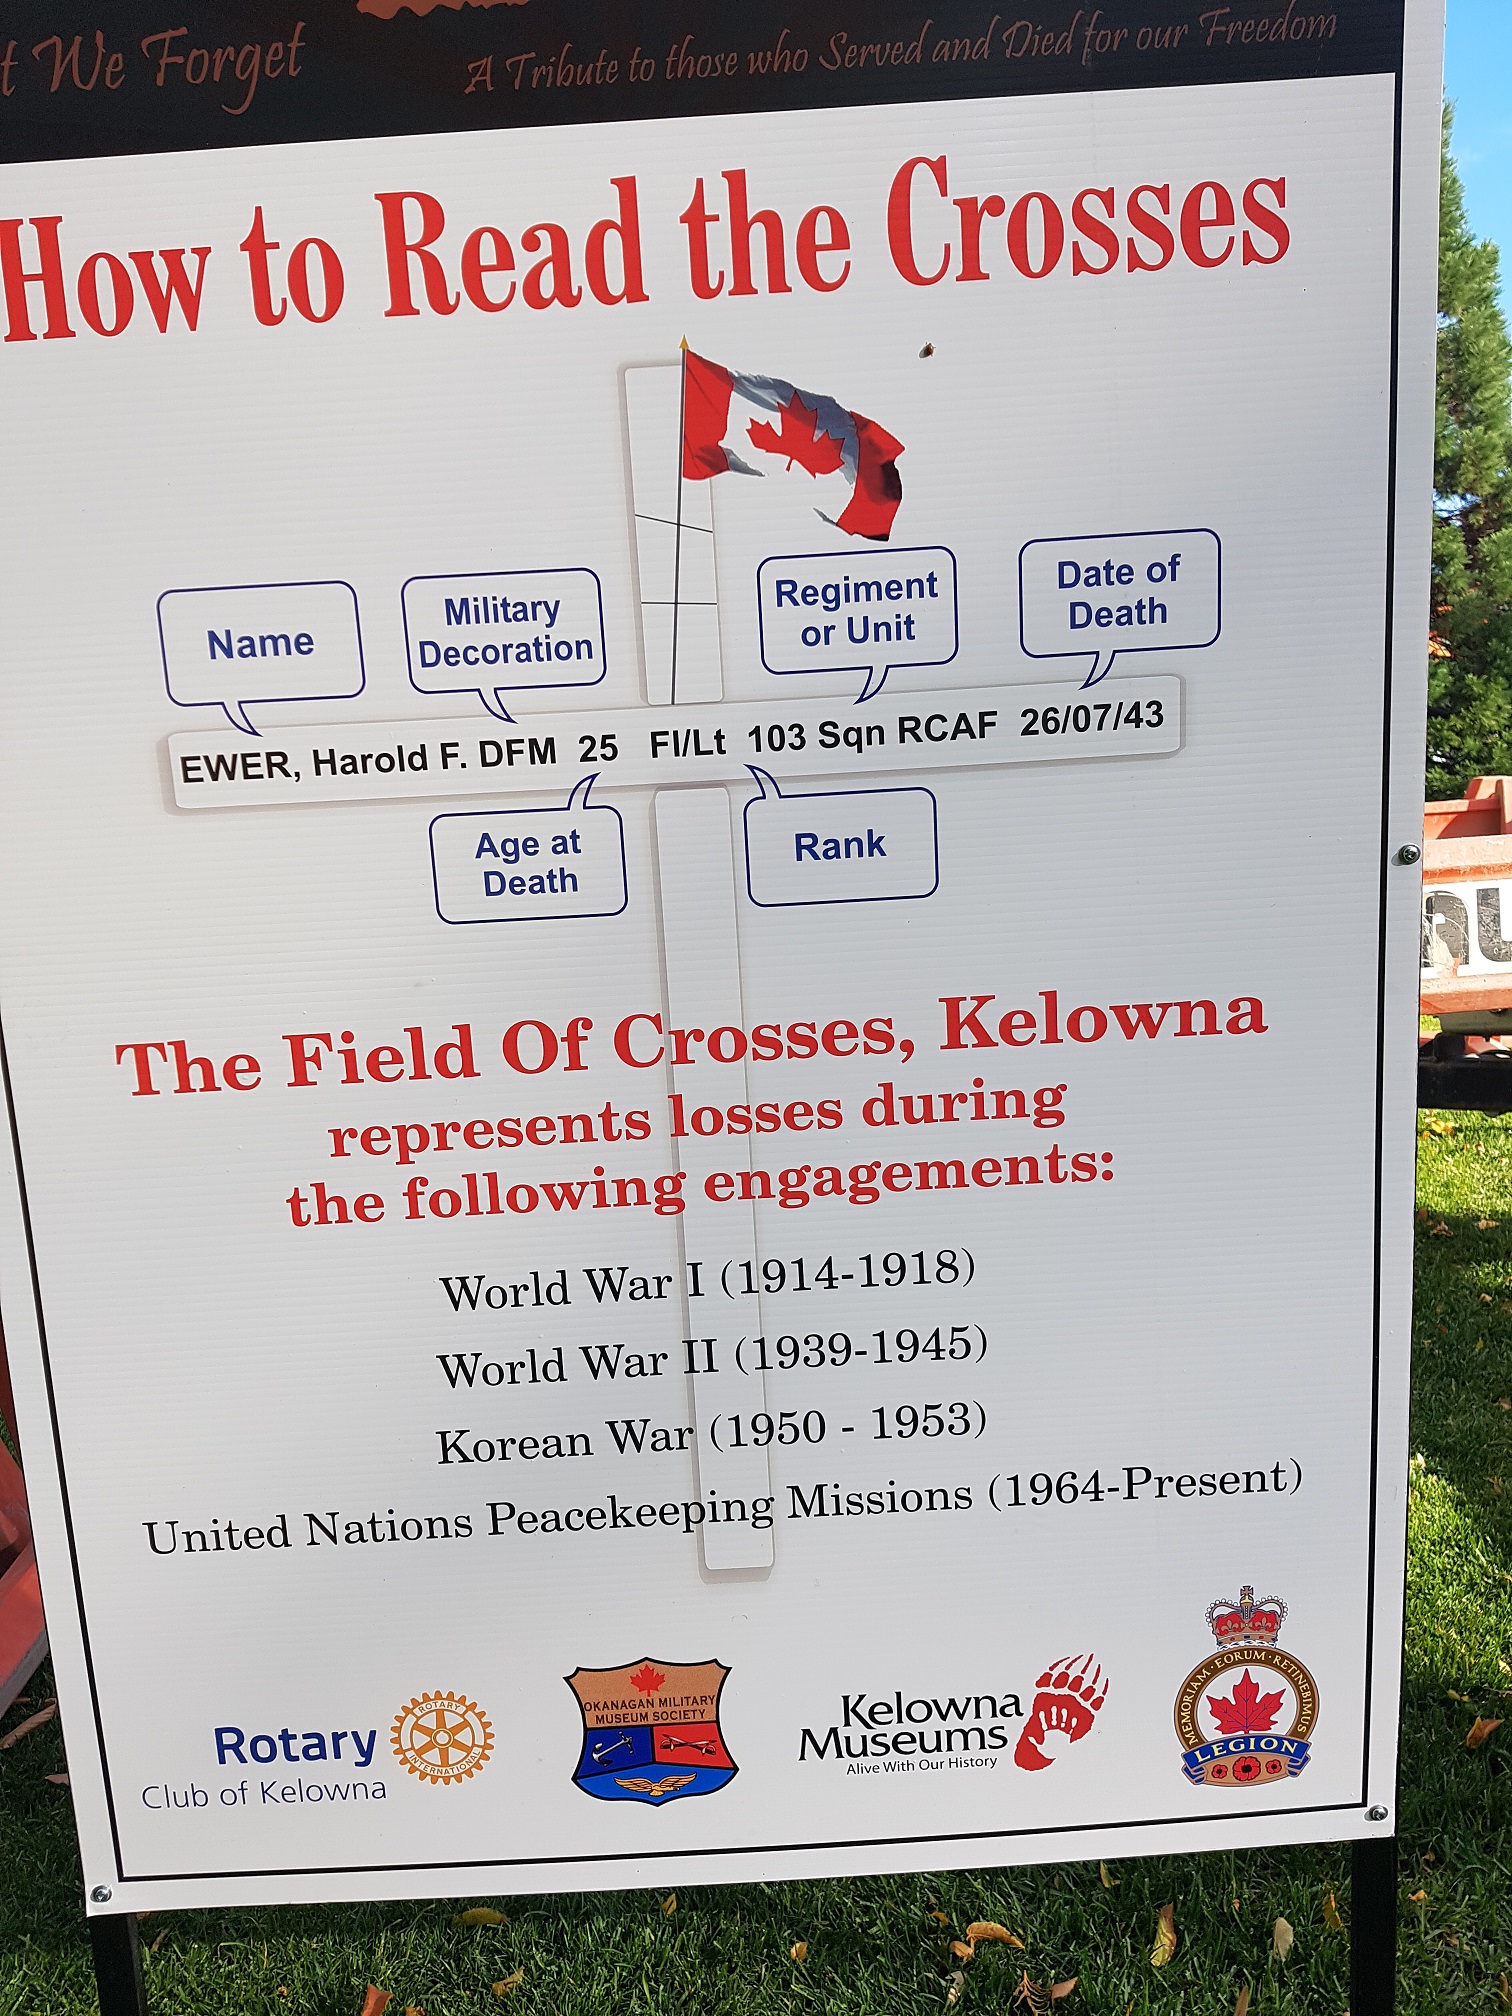 t We Forget
A Tribute to those who Served and Died for our Freedom
How to Read the Crosses
Name
Military
Decoration
Regiment
or Unit
Date of
Death
EWER, Harold F. DFM 25 Fl/Lt 103 Sqn RCAF 26/07/43
Age at
Death
Rank
The Field Of Crosses, Kelowna
represents losses during
the following engagements:
World War I (1914-1918)
World War II (1939-1945)
Korean War (1950 - 1953)
United Nations Peacekeeping Missions (1964-Present)
Rotary
Club of Kelowna
ROTARY
INTERNATIONAL
OKANAGAN MILITARY
MUSEUM SOCIETY
Kelowna
Museums
Alive With Our History
MEMORIAM·EORUM·RETINEBIMUS
LEGION